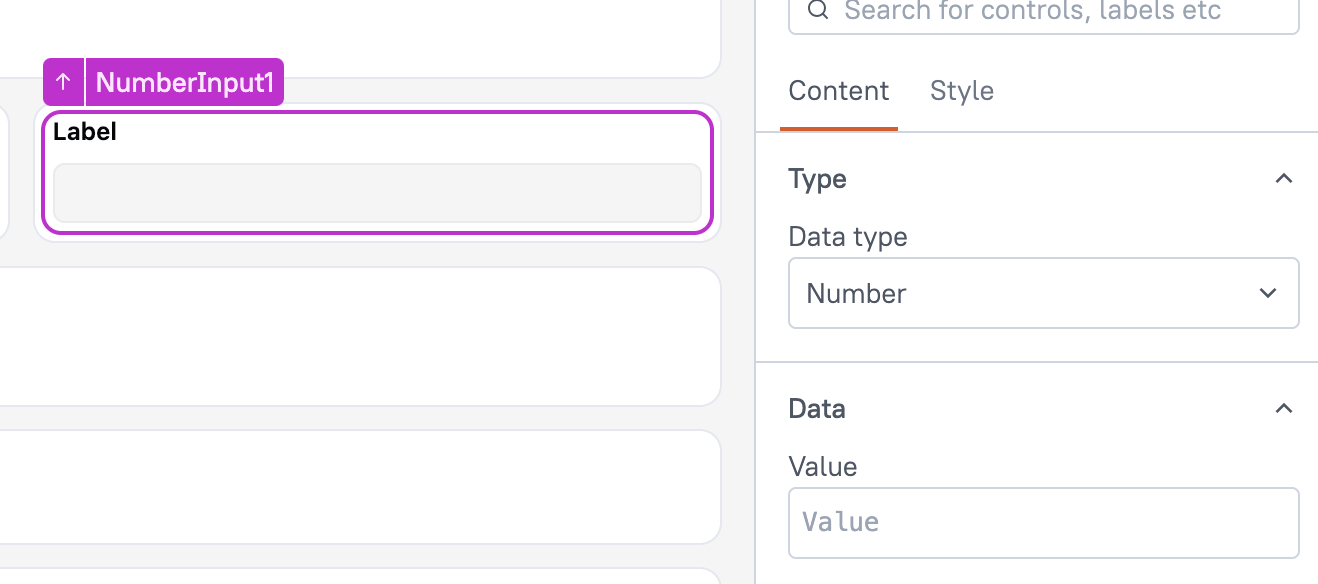 Search for controls, labels etc
NumberInput1
Label
Content
Style
Type
Data type
Number
Data
Value
Value